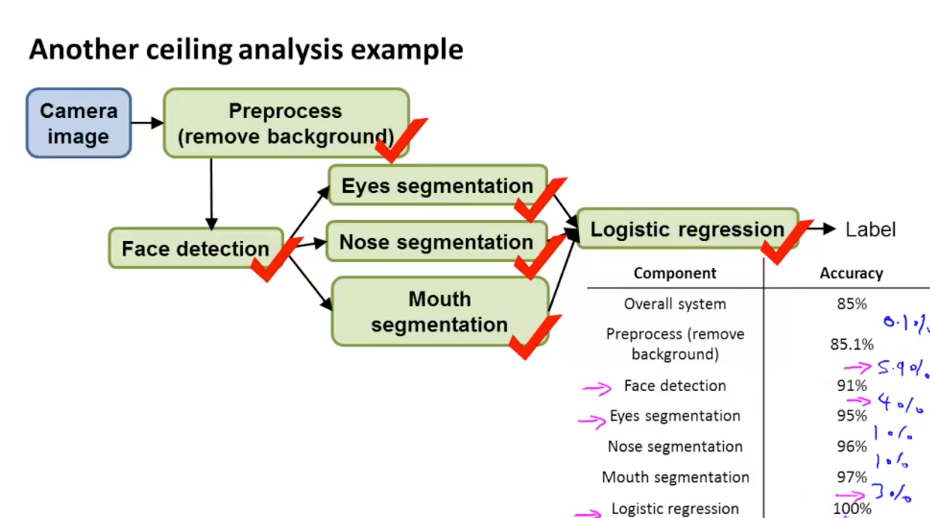 Another ceiling analysis example
Camera
image
Preprocess
(remove background)
Eyes segmentation
Face detection
Nose segmentation
Mouth
segmentation
Logistic regression
Label
Component Accuracy
Overall system 85%
0.1%
Preprocess (remove
background) 85.1%
5.9%
Face detection 91%
4%
Eyes segmentation 95%
1%
Nose segmentation 96%
1%
Mouth segmentation 97%
3%
Logistic regression 100%